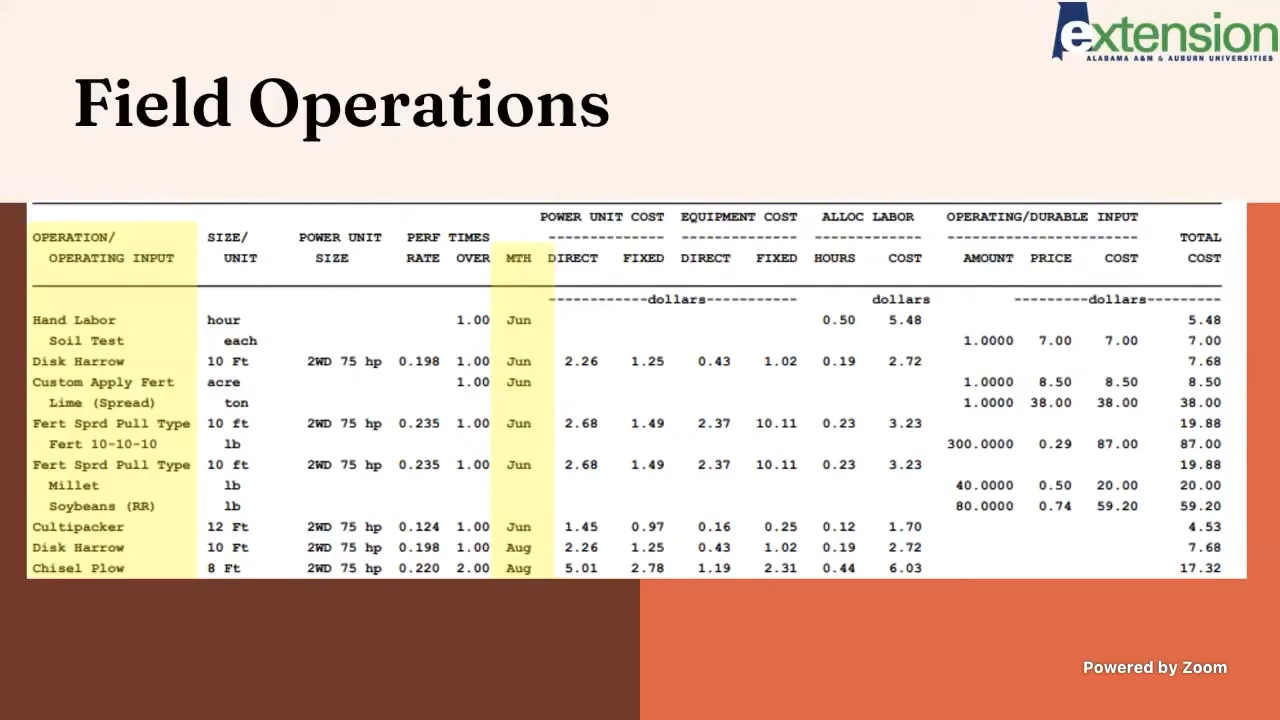 extension
ALABAMA A&M & AUBURN UNIVERSITIES
Field Operations
POWER UNIT COST EQUIPMENT COST ALLOC LABOR OPERATING/DURABLE INPUT
OPERATION/ SIZE/ POWER UNIT PERF TIMES -------------- -------------- ------------- ----------------------- TOTAL
OPERATING INPUT UNIT SIZE RATE OVER MTH DIRECT FIXED DIRECT FIXED HOURS COST AMOUNT PRICE COST COST
------------dollars----------- dollars ---------dollars---------
Hand Labor hour 1.00 Jun 0.50 5.48 5.48
Soil Test each 1.0000 7.00 7.00 7.00
Disk Harrow 10 Ft 2WD 75 hp 0.198 1.00 Jun 2.26 1.25 0.43 1.02 0.19 2.72 7.68
Custom Apply Fert acre 1.00 Jun 1.0000 8.50 8.50 8.50
Lime (Spread) ton 1.0000 38.00 38.00 38.00
Fert Sprd Pull Type 10 ft 2WD 75 hp 0.235 1.00 Jun 2.68 1.49 2.37 10.11 0.23 3.23 19.88
Fert 10-10-10 lb 300.0000 0.29 87.00 87.00
Fert Sprd Pull Type 10 ft 2WD 75 hp 0.235 1.00 Jun 2.68 1.49 2.37 10.11 0.23 3.23 19.88
Millet lb 40.0000 0.50 20.00 20.00
Soybeans (RR) lb 80.0000 0.74 59.20 59.20
Cultipacker 12 Ft 2WD 75 hp 0.124 1.00 Jun 1.45 0.97 0.16 0.25 0.12 1.70 4.53
Disk Harrow 10 Ft 2WD 75 hp 0.198 1.00 Aug 2.26 1.25 0.43 1.02 0.19 2.72 7.68
Chisel Plow 8 Ft 2WD 75 hp 0.220 2.00 Aug 5.01 2.78 1.19 2.31 0.44 6.03 17.32
Powered by Zoom